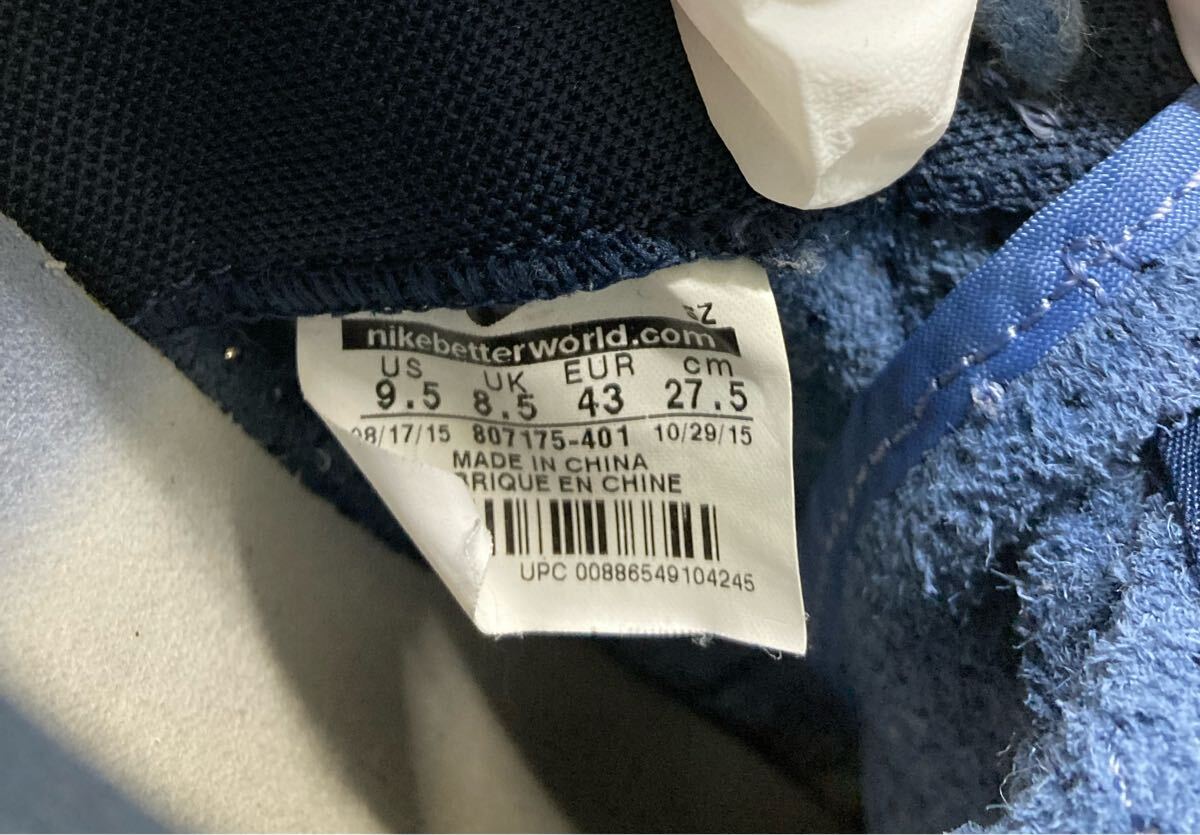 nikebetterworld.com
US UK EUR cm
9.5 8.5 43 27.5
8/17/15 807175-401 10/29/15
MADE IN CHINA
BRIQUE EN CHINE
UPC 00886549104245